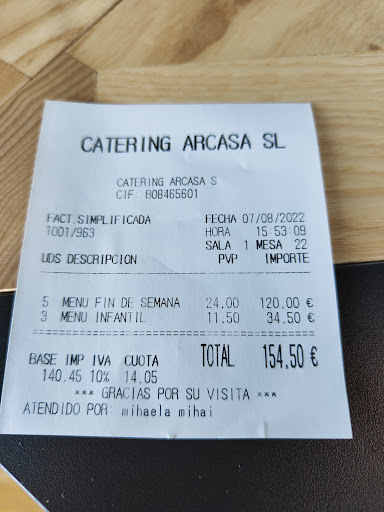 CATERING ARCASA SL
CATERING ARCASA S
CIF: B08465601
FACT.SIMPLIFICADA FECHA 07/08/2022
T001/963 HORA 15:53:09
SALA 1 MESA 22
UDS DESCRIPCION PVP IMPORTE
5 MENU FIN DE SEMANA 24,00 120,00 €
3 MENU INFANTIL 11,50 34,50 €
BASE IMP IVA CUOTA TOTAL 154,50 €
140,45 10% 14,05
*** GRACIAS POR SU VISITA ***
ATENDIDO POR: mihaela mihai